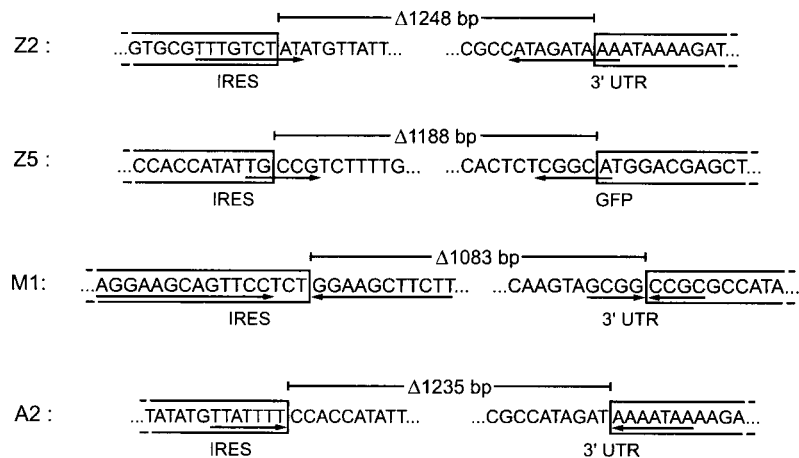 Δ1248 bp
Z2 : ...GTGCGTTTGTCTATATGTTATT... ...CGCCATAGATAAAATAAAAGAT...
IRES 3' UTR
Δ1188 bp
Z5 : ...CCACCATATTGCCGTCTTTTG... ...CACTCTCGGCATGGACGAGCT...
IRES GFP
Δ1083 bp
M1: ...AGGAAGCAGTTCCTCTGGAAGCTTCTT... ...CAAGTAGCGGCCGCGCCATA...
IRES 3' UTR
Δ1235 bp
A2 : ...TATATGTTATTTTCCACCATATT... ...CGCCATAGATAAAATAAAAGA...
IRES 3' UTR